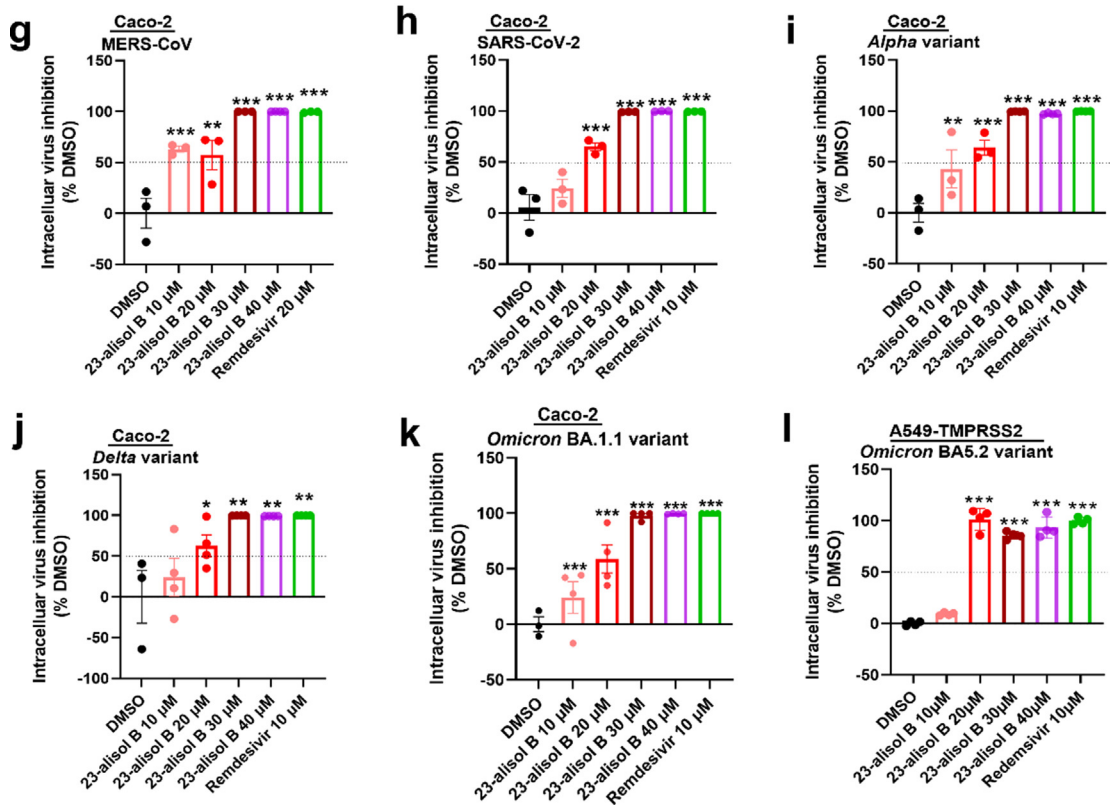 g
Caco-2
MERS-CoV
Intracelluar virus inhibition
(% DMSO)
150
100
50
0
-50
***
**
***
***
***
DMSO
23-alisol B 10 µM
23-alisol B 20 µM
23-alisol B 30 µM
23-alisol B 40 µM
Remdesivir 20 µM
h
Caco-2
SARS-CoV-2
Intracelluar virus inhibition
(% DMSO)
150
100
50
0
-50
***
***
***
***
DMSO
23-alisol B 10 µM
23-alisol B 20 µM
23-alisol B 30 µM
23-alisol B 40 µM
Remdesivir 10 µM
i
Caco-2
Alpha variant
Intracelluar virus inhibition
(% DMSO)
150
100
50
0
-50
**
***
***
***
***
DMSO
23-alisol B 10 µM
23-alisol B 20 µM
23-alisol B 30 µM
23-alisol B 40 µM
Remdesivir 10 µM
j
Caco-2
Delta variant
Intracelluar virus inhibition
(% DMSO)
150
100
50
0
-50
-100
*
**
**
**
DMSO
23-alisol B 10 µM
23-alisol B 20 µM
23-alisol B 30 µM
23-alisol B 40 µM
Remdesivir 10 µM
k
Caco-2
Omicron BA.1.1 variant
Intracelluar virus inhibition
(% DMSO)
150
100
50
0
-50
***
***
***
***
***
DMSO
23-alisol B 10 µM
23-alisol B 20 µM
23-alisol B 30 µM
23-alisol B 40 µM
Remdesivir 10 µM
l
A549-TMPRSS2
Omicron BA5.2 variant
Intracelluar virus inhibition
(% DMSO)
150
100
50
0
-50
***
***
***
***
DMSO
23-alisol B 10µM
23-alisol B 20µM
23-alisol B 30µM
23-alisol B 40µM
Redemsivir 10µM